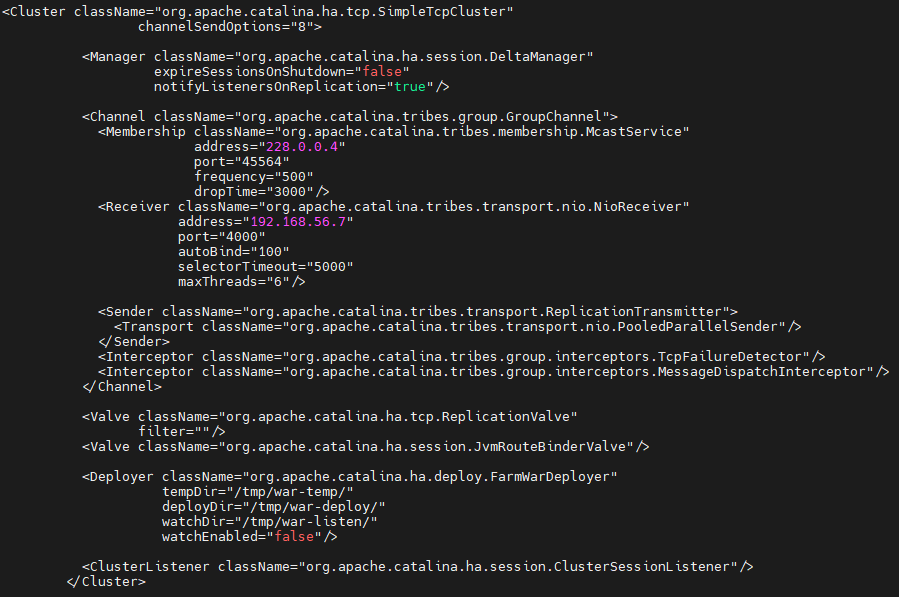 <Cluster className="org.apache.catalina.ha.tcp.SimpleTcpCluster"
channelSendOptions="8">
<Manager className="org.apache.catalina.ha.session.DeltaManager"
expireSessionsOnShutdown="false"
notifyListenersOnReplication="true"/>
<Channel className="org.apache.catalina.tribes.group.GroupChannel">
<Membership className="org.apache.catalina.tribes.membership.McastService"
address="228.0.0.4"
port="45564"
frequency="500"
dropTime="3000"/>
<Receiver className="org.apache.catalina.tribes.transport.nio.NioReceiver"
address="192.168.56.7"
port="4000"
autoBind="100"
selectorTimeout="5000"
maxThreads="6"/>
<Sender className="org.apache.catalina.tribes.transport.ReplicationTransmitter">
<Transport className="org.apache.catalina.tribes.transport.nio.PooledParallelSender"/>
</Sender>
<Interceptor className="org.apache.catalina.tribes.group.interceptors.TcpFailureDetector"/>
<Interceptor className="org.apache.catalina.tribes.group.interceptors.MessageDispatchInterceptor"/>
</Channel>
<Valve className="org.apache.catalina.ha.tcp.ReplicationValve"
filter=""/>
<Valve className="org.apache.catalina.ha.session.JvmRouteBinderValve"/>
<Deployer className="org.apache.catalina.ha.deploy.FarmWarDeployer"
tempDir="/tmp/war-temp/"
deployDir="/tmp/war-deploy/"
watchDir="/tmp/war-listen/"
watchEnabled="false"/>
<ClusterListener className="org.apache.catalina.ha.session.ClusterSessionListener"/>
</Cluster>